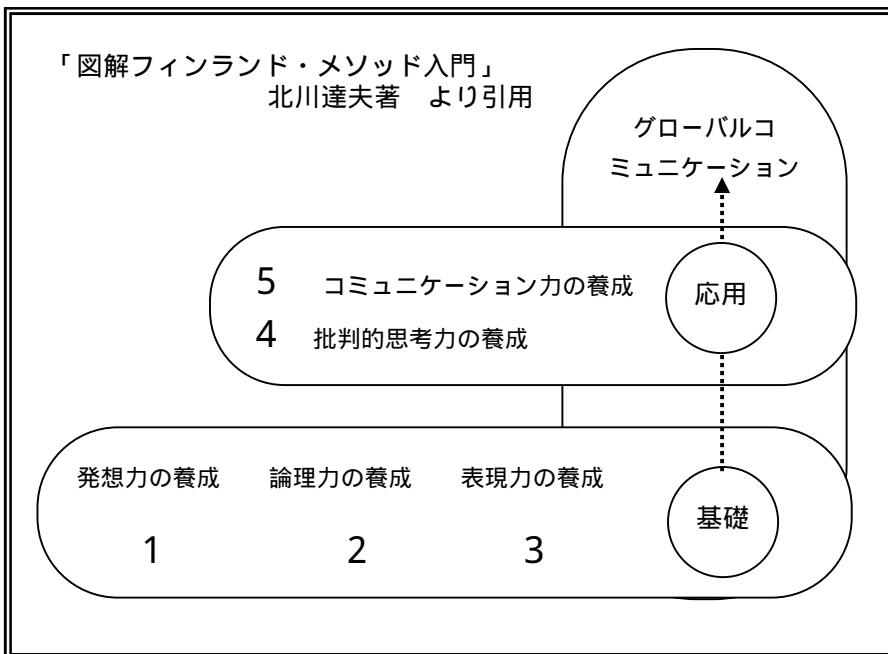 「図解フィンランド・メソッド入門」
北川達夫著　より引用
グローバルコ
ミュニケーション
5　コミュニケーション力の養成
応用
4　批判的思考力の養成
発想力の養成　論理力の養成　表現力の養成
基礎
1　2　3